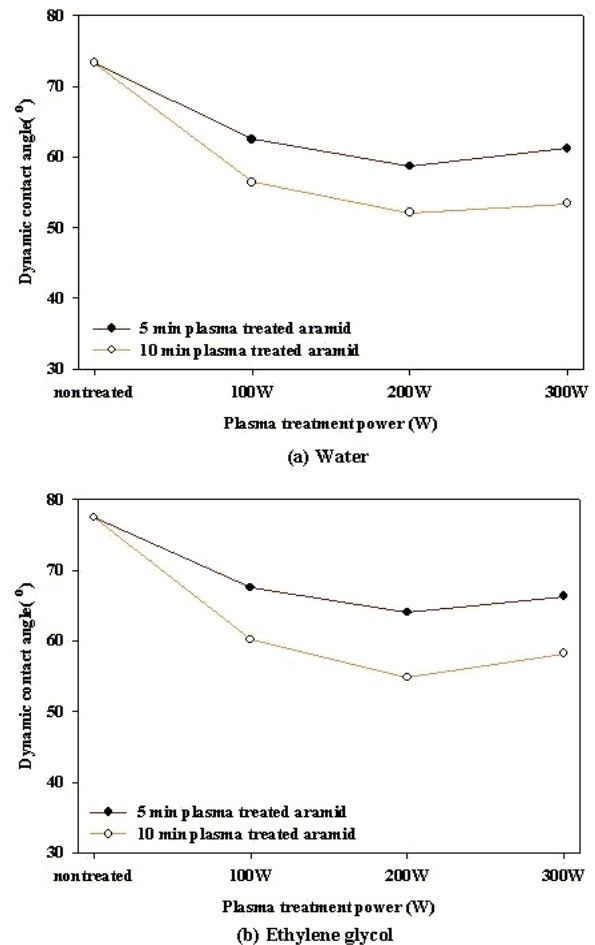 80
70
60
50
40
30
Dynamic contact angle( °)
5 min plasma treated aramid
10 min plasma treated aramid
nontreated 100W 200W 300W
Plasma treatment power (W)
(a) Water
80
70
60
50
40
30
Dynamic contact angle( °)
5 min plasma treated aramid
10 min plasma treated aramid
nontreated 100W 200W 300W
Plasma treatment power (W)
(b) Ethylene glycol